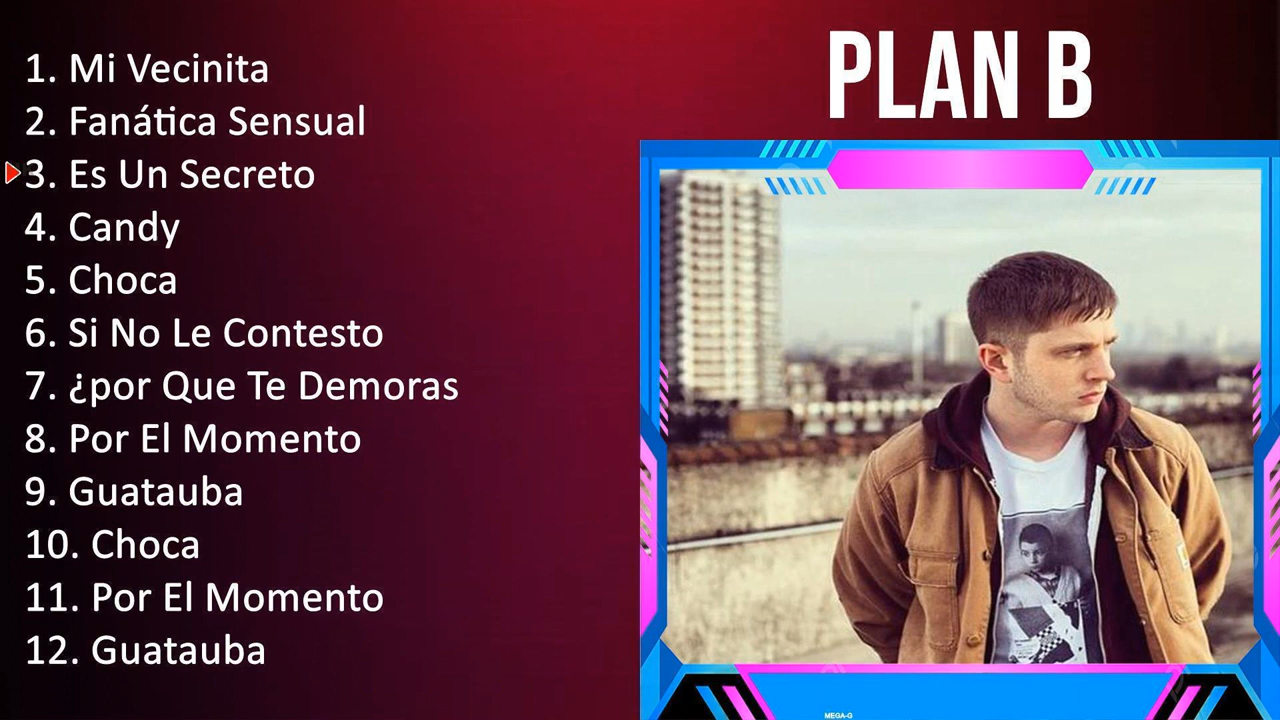 PLAN B
1. Mi Vecinita
2. Fanática Sensual
3. Es Un Secreto
4. Candy
5. Choca
6. Si No Le Contesto
7. ¿por Que Te Demoras
8. Por El Momento
9. Guatauba
10. Choca
11. Por El Momento
12. Guatauba
MEGA-G